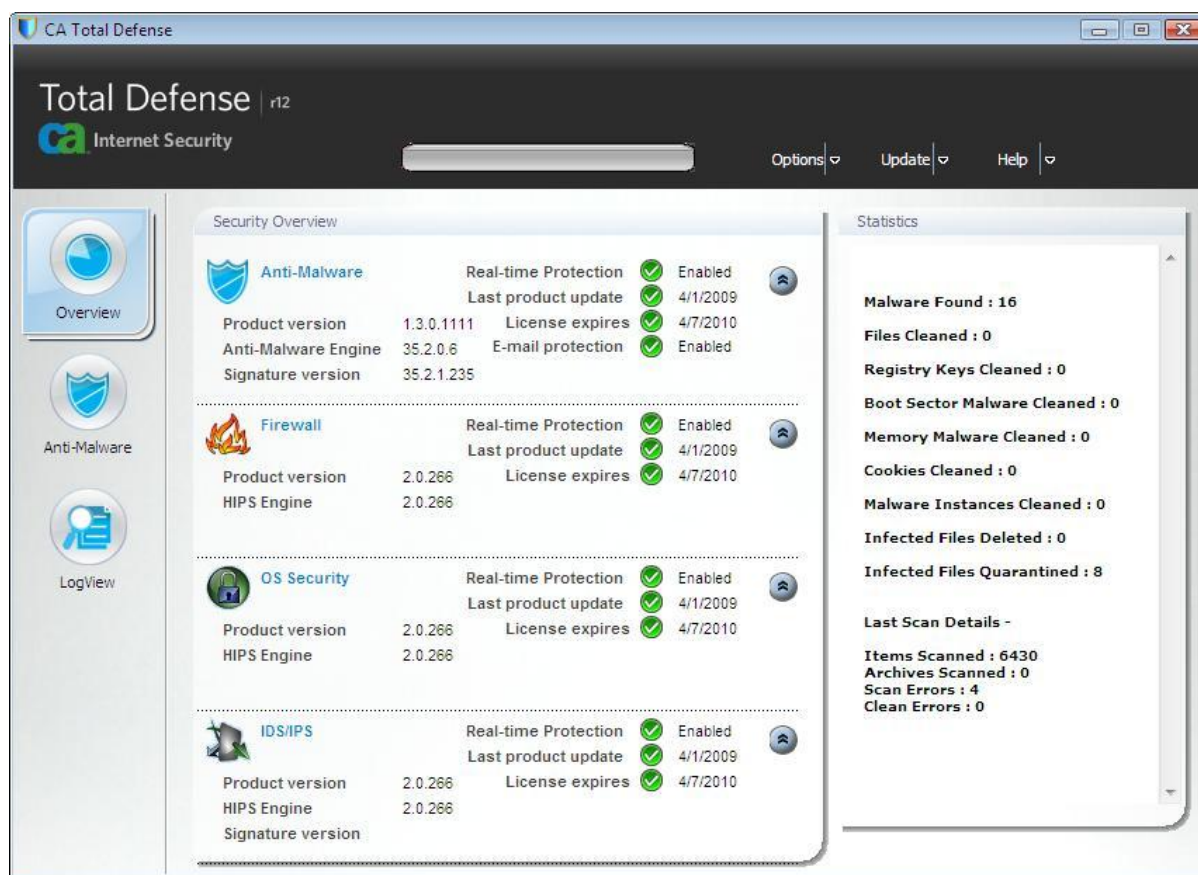 CA Total Defense
Total Defense r12
ca Internet Security
Options Update Help
Overview
Anti-Malware
LogView
Security Overview
Anti-Malware Real-time Protection Enabled
Last product update 4/1/2009
Product version 1.3.0.1111 License expires 4/7/2010
Anti-Malware Engine 35.2.0.6 E-mail protection Enabled
Signature version 35.2.1.235
Firewall Real-time Protection Enabled
Last product update 4/1/2009
Product version 2.0.266 License expires 4/7/2010
HIPS Engine 2.0.266
OS Security Real-time Protection Enabled
Last product update 4/1/2009
Product version 2.0.266 License expires 4/7/2010
HIPS Engine 2.0.266
IDS/IPS Real-time Protection Enabled
Last product update 4/1/2009
Product version 2.0.266 License expires 4/7/2010
HIPS Engine 2.0.266
Signature version
Statistics
Malware Found : 16
Files Cleaned : 0
Registry Keys Cleaned : 0
Boot Sector Malware Cleaned : 0
Memory Malware Cleaned : 0
Cookies Cleaned : 0
Malware Instances Cleaned : 0
Infected Files Deleted : 0
Infected Files Quarantined : 8
Last Scan Details -
Items Scanned : 6430
Archives Scanned : 0
Scan Errors : 4
Clean Errors : 0